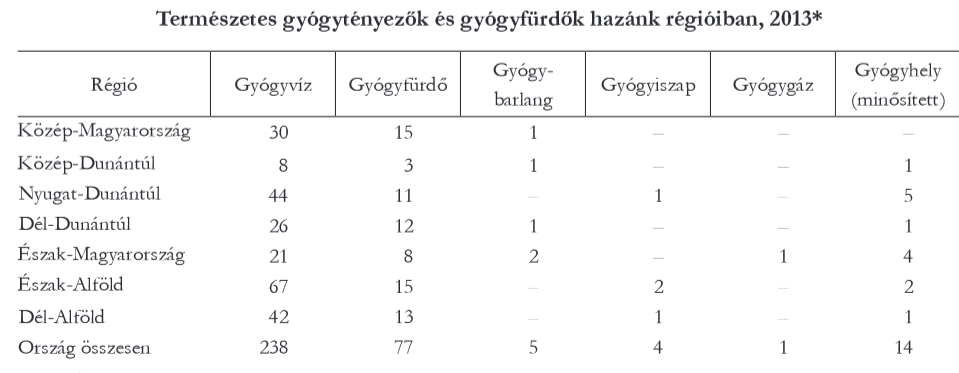 Természetes gyógytényezők és gyógyfürdők hazánk régióiban, 2013*
Régió Gyógyvíz Gyógyfürdő Gyógy-barlang Gyógyiszap Gyógygáz Gyógyhely (minősített)
Közép-Magyarország 30 15 1 – – –
Közép-Dunántúl 8 3 1 – – 1
Nyugat-Dunántúl 44 11 – 1 – 5
Dél-Dunántúl 26 12 1 – – 1
Észak-Magyarország 21 8 2 – 1 4
Észak-Alföld 67 15 – 2 – 2
Dél-Alföld 42 13 – 1 – 1
Ország összesen 238 77 5 4 1 14